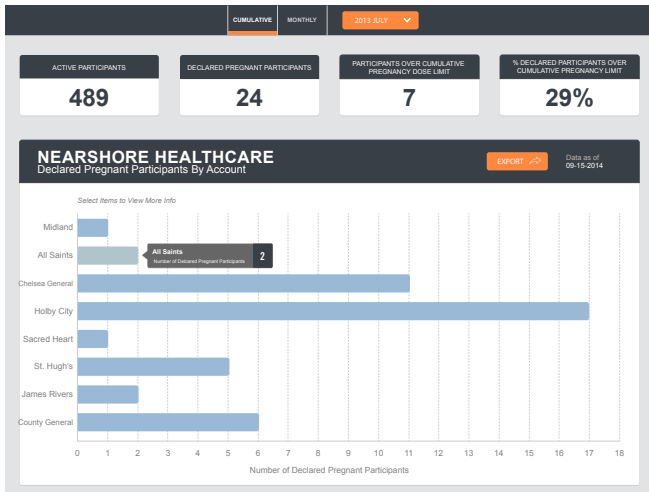 CUMULATIVE
MONTHLY
2013 JULY
ACTIVE PARTICIPANTS
489
DECLARED PREGNANT PARTICIPANTS
24
PARTICIPANTS OVER CUMULATIVE
PREGNANCY DOSE LIMIT
7
% DECLARED PARTICIPANTS OVER
CUMULATIVE PREGNANCY LIMIT
29%
NEARSHORE HEALTHCARE
Declared Pregnant Participants By Account
EXPORT
Data as of
09-15-2014
Select Items to View More Info
Midland
All Saints
All Saints
Number of Delcared Pregnant Participants
2
Chelsea General
Holby City
Sacred Heart
St. Hugh's
James Rivers
County General
0 1 2 3 4 5 6 7 8 9 10 11 12 13 14 15 16 17 18
Number of Declared Pregnant Participants